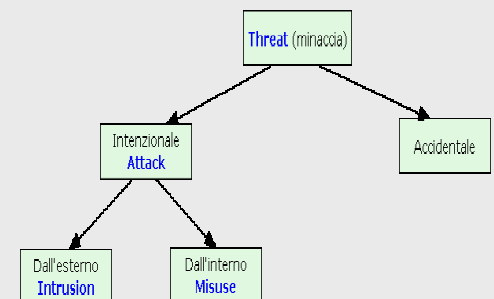 Threat (minaccia)
Intenzionale
Attack
Accidentale
Dall'esterno
Intrusion
Dall'interno
Misuse